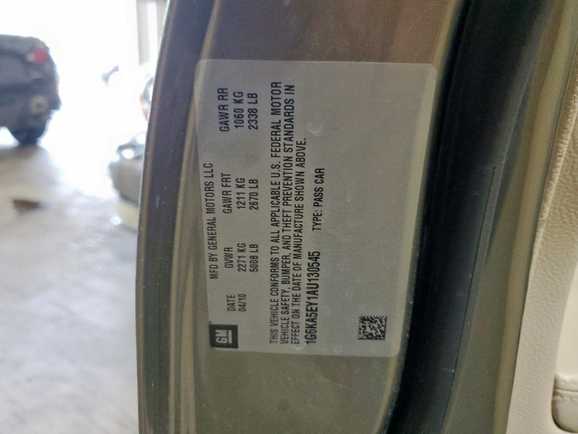 GM
MFD BY GENERAL MOTORS LLC
DATE GVWR GAWR FRT GAWR RR
04/10 2271 KG 1211 KG 1060 KG
5008 LB 2670 LB 2338 LB
THIS VEHICLE CONFORMS TO ALL APPLICABLE U.S. FEDERAL MOTOR
VEHICLE SAFETY, BUMPER, AND THEFT PREVENTION STANDARDS IN
EFFECT ON THE DATE OF MANUFACTURE SHOWN ABOVE.
1G6KA5EY1AU130545 TYPE: PASS CAR